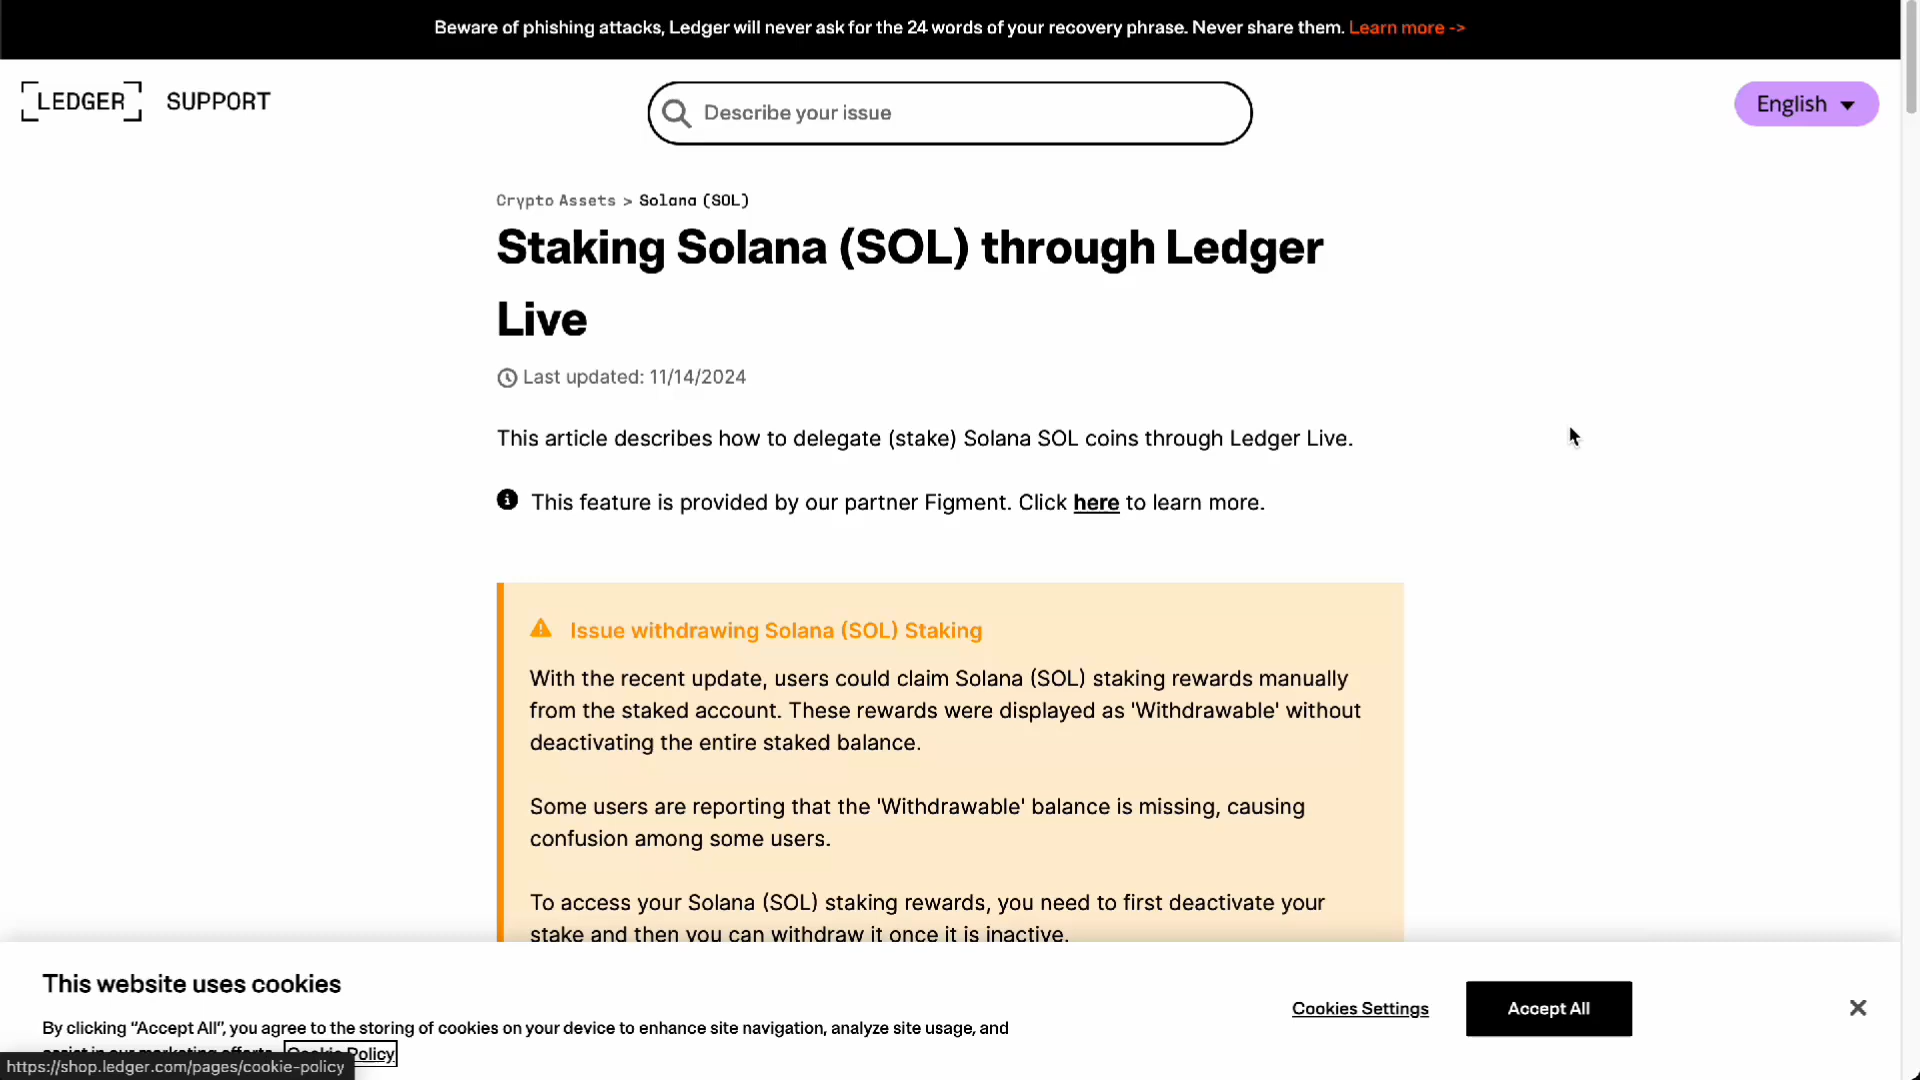 Beware of phishing attacks, Ledger will never ask for the 24 words of your recovery phrase. Never share them. Learn more ->
LEDGER SUPPORT
Describe your issue
English
Crypto Assets > Solana (SOL)
Staking Solana (SOL) through Ledger
Live
Last updated: 11/14/2024
This article describes how to delegate (stake) Solana SOL coins through Ledger Live.
This feature is provided by our partner Figment. Click here to learn more.
Issue withdrawing Solana (SOL) Staking
With the recent update, users could claim Solana (SOL) staking rewards manually
from the staked account. These rewards were displayed as 'Withdrawable' without
deactivating the entire staked balance.
Some users are reporting that the 'Withdrawable' balance is missing, causing
confusion among some users.
To access your Solana (SOL) staking rewards, you need to first deactivate your
stake and then you can withdraw it once it is inactive.
This website uses cookies
By clicking “Accept All”, you agree to the storing of cookies on your device to enhance site navigation, analyze site usage, and
assist in our marketing efforts. Cookie Policy
Cookies Settings
Accept All
https://shop.ledger.com/pages/cookie-policy